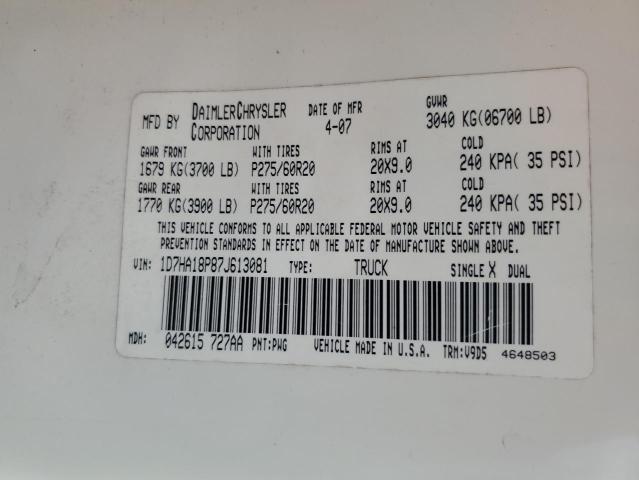 MFD BY DAIMLERCHRYSLER CORPORATION DATE OF MFR 4-07 GVWR 3040 KG(06700 LB)
GAWR FRONT WITH TIRES RIMS AT COLD
1679 KG(3700 LB) P275/60R20 20X9.0 240 KPA( 35 PSI)
GAWR REAR WITH TIRES RIMS AT COLD
1770 KG(3900 LB) P275/60R20 20X9.0 240 KPA( 35 PSI)
THIS VEHICLE CONFORMS TO ALL APPLICABLE FEDERAL MOTOR VEHICLE SAFETY AND THEFT
PREVENTION STANDARDS IN EFFECT ON THE DATE OF MANUFACTURE SHOWN ABOVE.
VIN: 1D7HA18P87J613081 TYPE: TRUCK SINGLE X DUAL
MDH: 042615 727AA PNT:PWG VEHICLE MADE IN U.S.A. TRM:V9D5 4648503